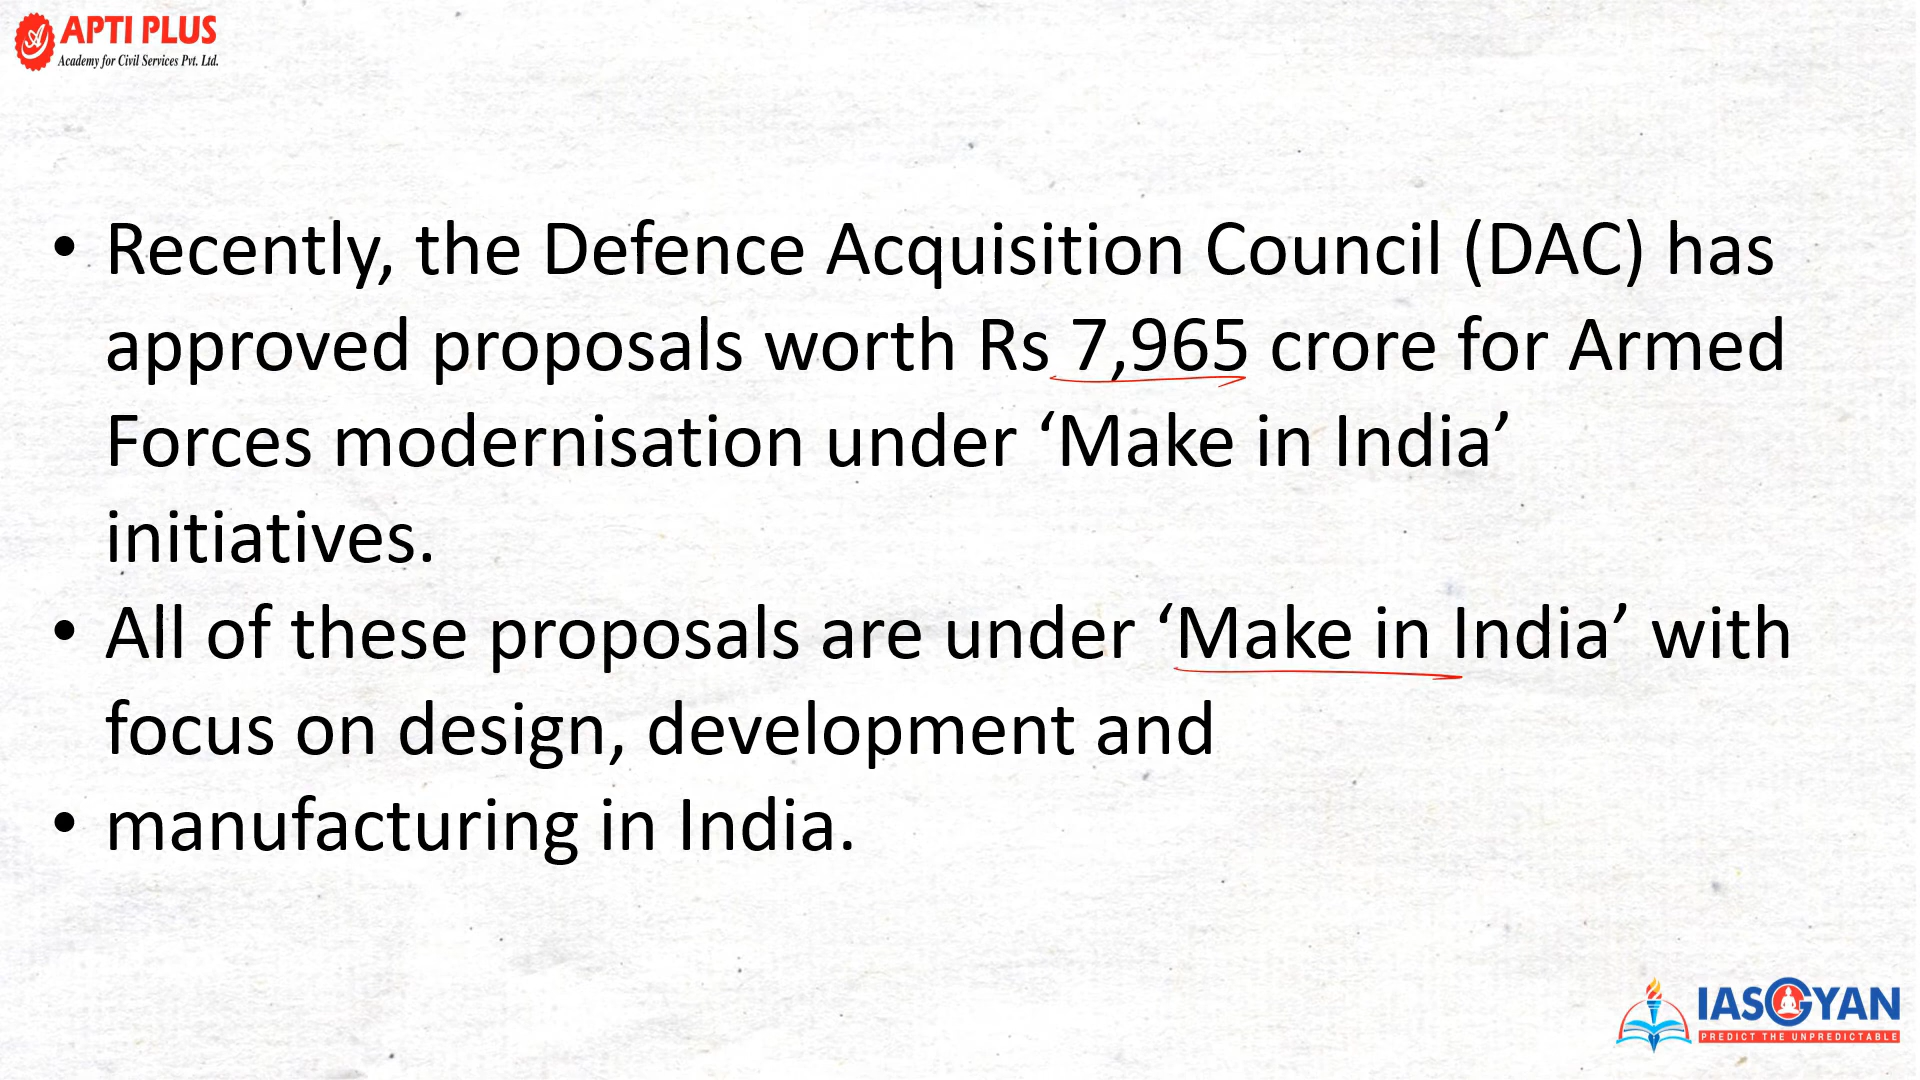 APTI PLUS
Academy for Civil Services Pvt. Ltd.
• Recently, the Defence Acquisition Council (DAC) has
approved proposals worth Rs 7,965 crore for Armed
Forces modernisation under ‘Make in India’
initiatives.
• All of these proposals are under ‘Make in India’ with
focus on design, development and
• manufacturing in India.
IASGYAN
PREDICT THE UNPREDICTABLE